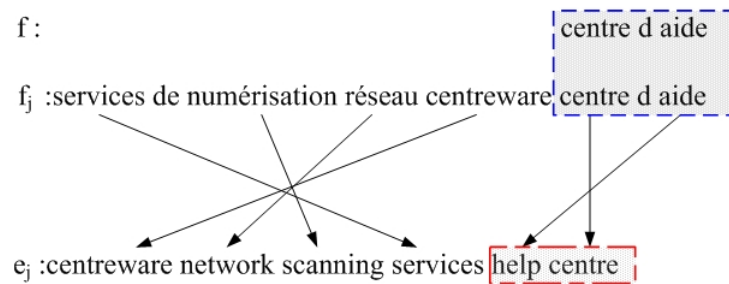 f : centre d aide
fj :services de numérisation réseau centreware centre d aide
ej :centreware network scanning services help centre